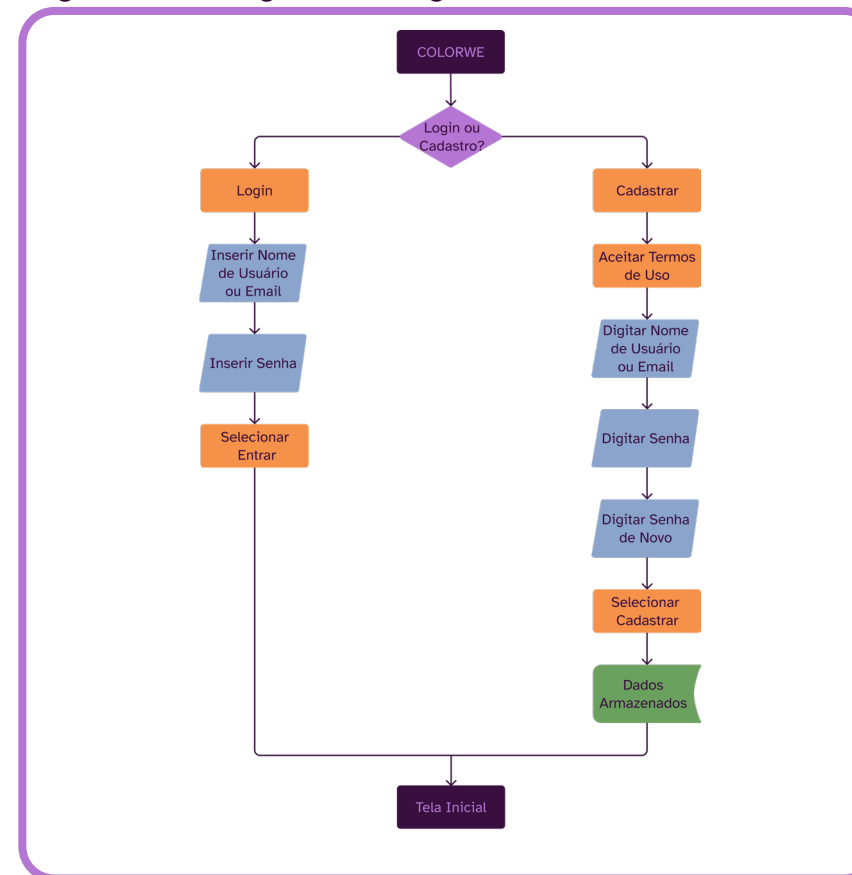 COLORWE
Login ou
Cadastro?
Login
Inserir Nome
de Usuário
ou Email
Inserir Senha
Selecionar
Entrar
Cadastrar
Aceitar Termos
de Uso
Digitar Nome
de Usuário
ou Email
Digitar Senha
Digitar Senha
de Novo
Selecionar
Cadastrar
Dados
Armazenados
Tela Inicial